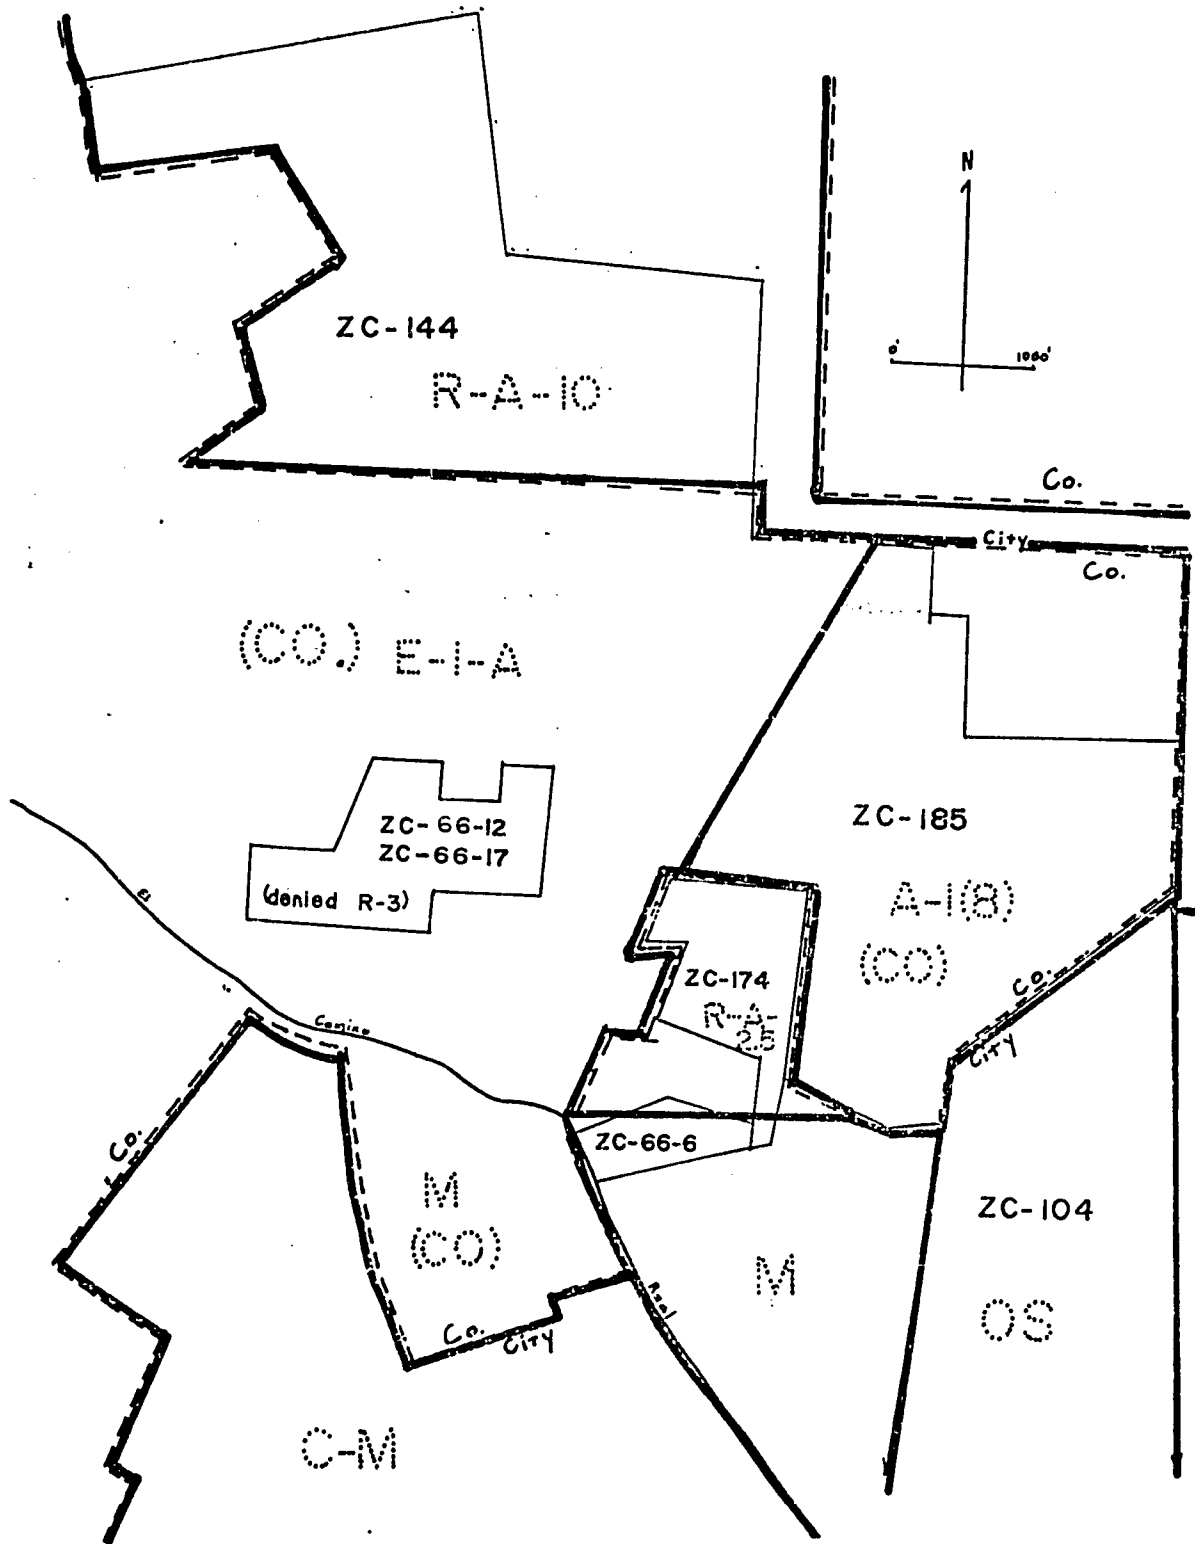 N
0' 1000'
ZC-144
R-A-10
Co.
City
Co.
(CO.) E-1-A
ZC-66-12
ZC-66-17
(denied R-3)
ZC-185
A-1(8)
(CO)
El
ZC-174
R-A-
2.5
Co.
City
Camino
Co.
ZC-66-6
M
(CO)
ZC-104
M
Real
OS
Co.
City
C-M